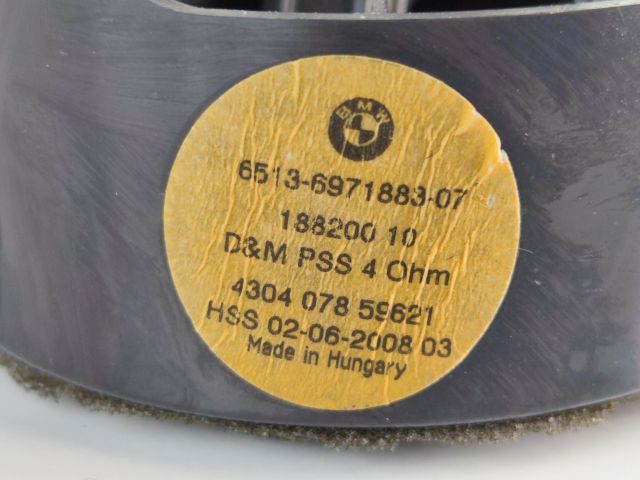 BMW
6513-6971883-07
188200 10
D&M PSS 4 Ohm
4304 078 59621
HSS 02-06-2008 03
Made in Hungary